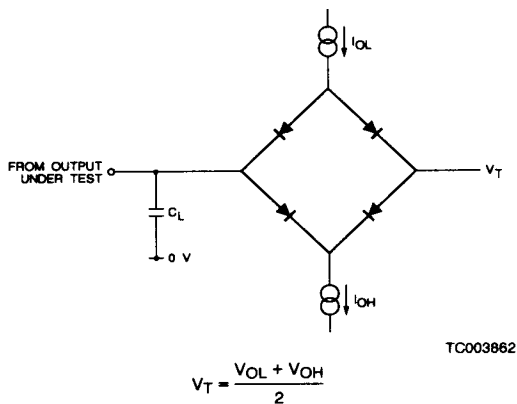 IOL
FROM OUTPUT
UNDER TEST
VT
CL
0 V
IOH
TC003862
VT = VOL + VOH
2